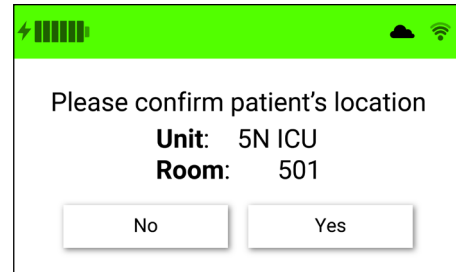 Please confirm patient’s location
Unit: 5N ICU
Room: 501
No Yes